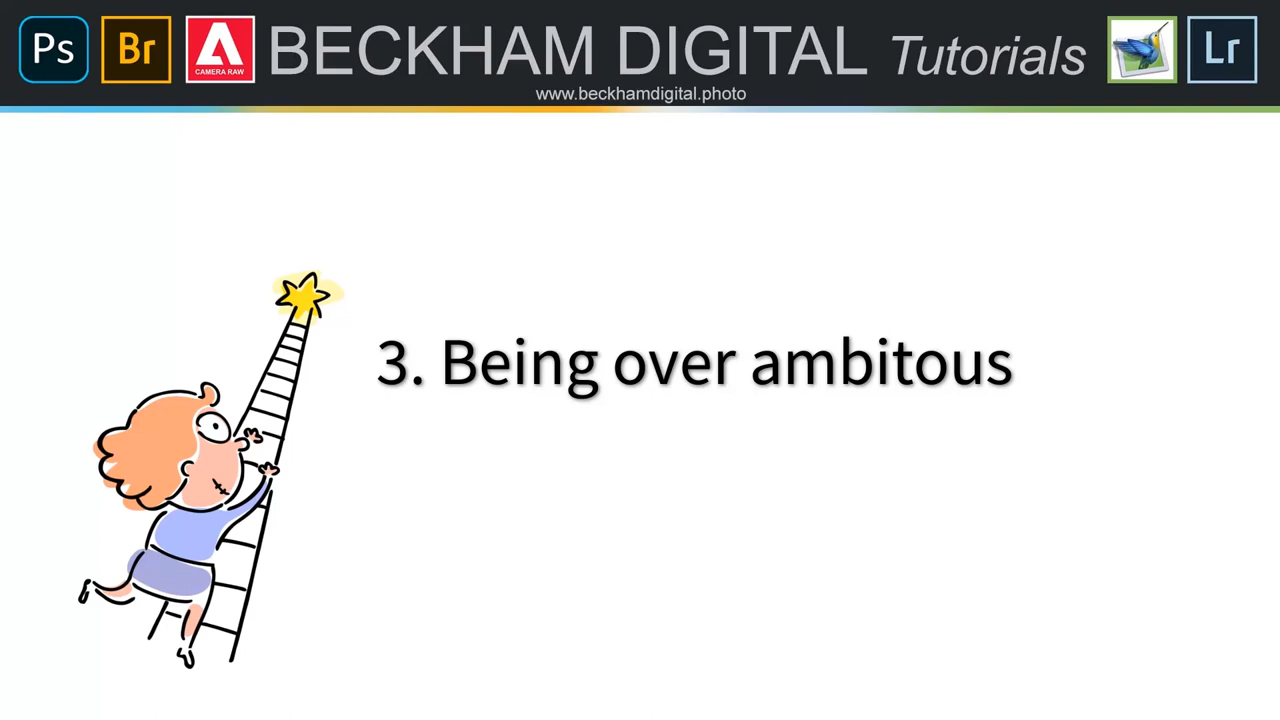 Ps Br CAMERA RAW BECKHAM DIGITAL Tutorials Lr
www.beckhamdigital.photo
3. Being over ambitous